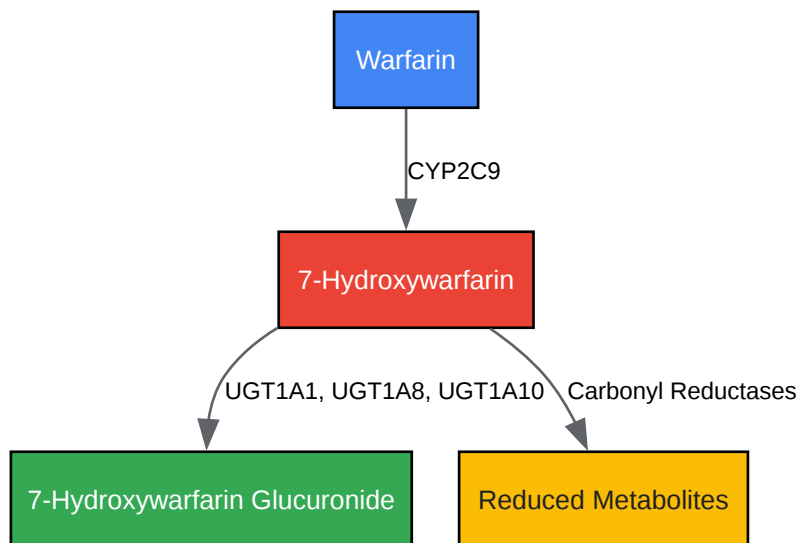 Warfarin
CYP2C9
7-Hydroxywarfarin
UGT1A1, UGT1A8, UGT1A10
Carbonyl Reductases
7-Hydroxywarfarin Glucuronide
Reduced Metabolites